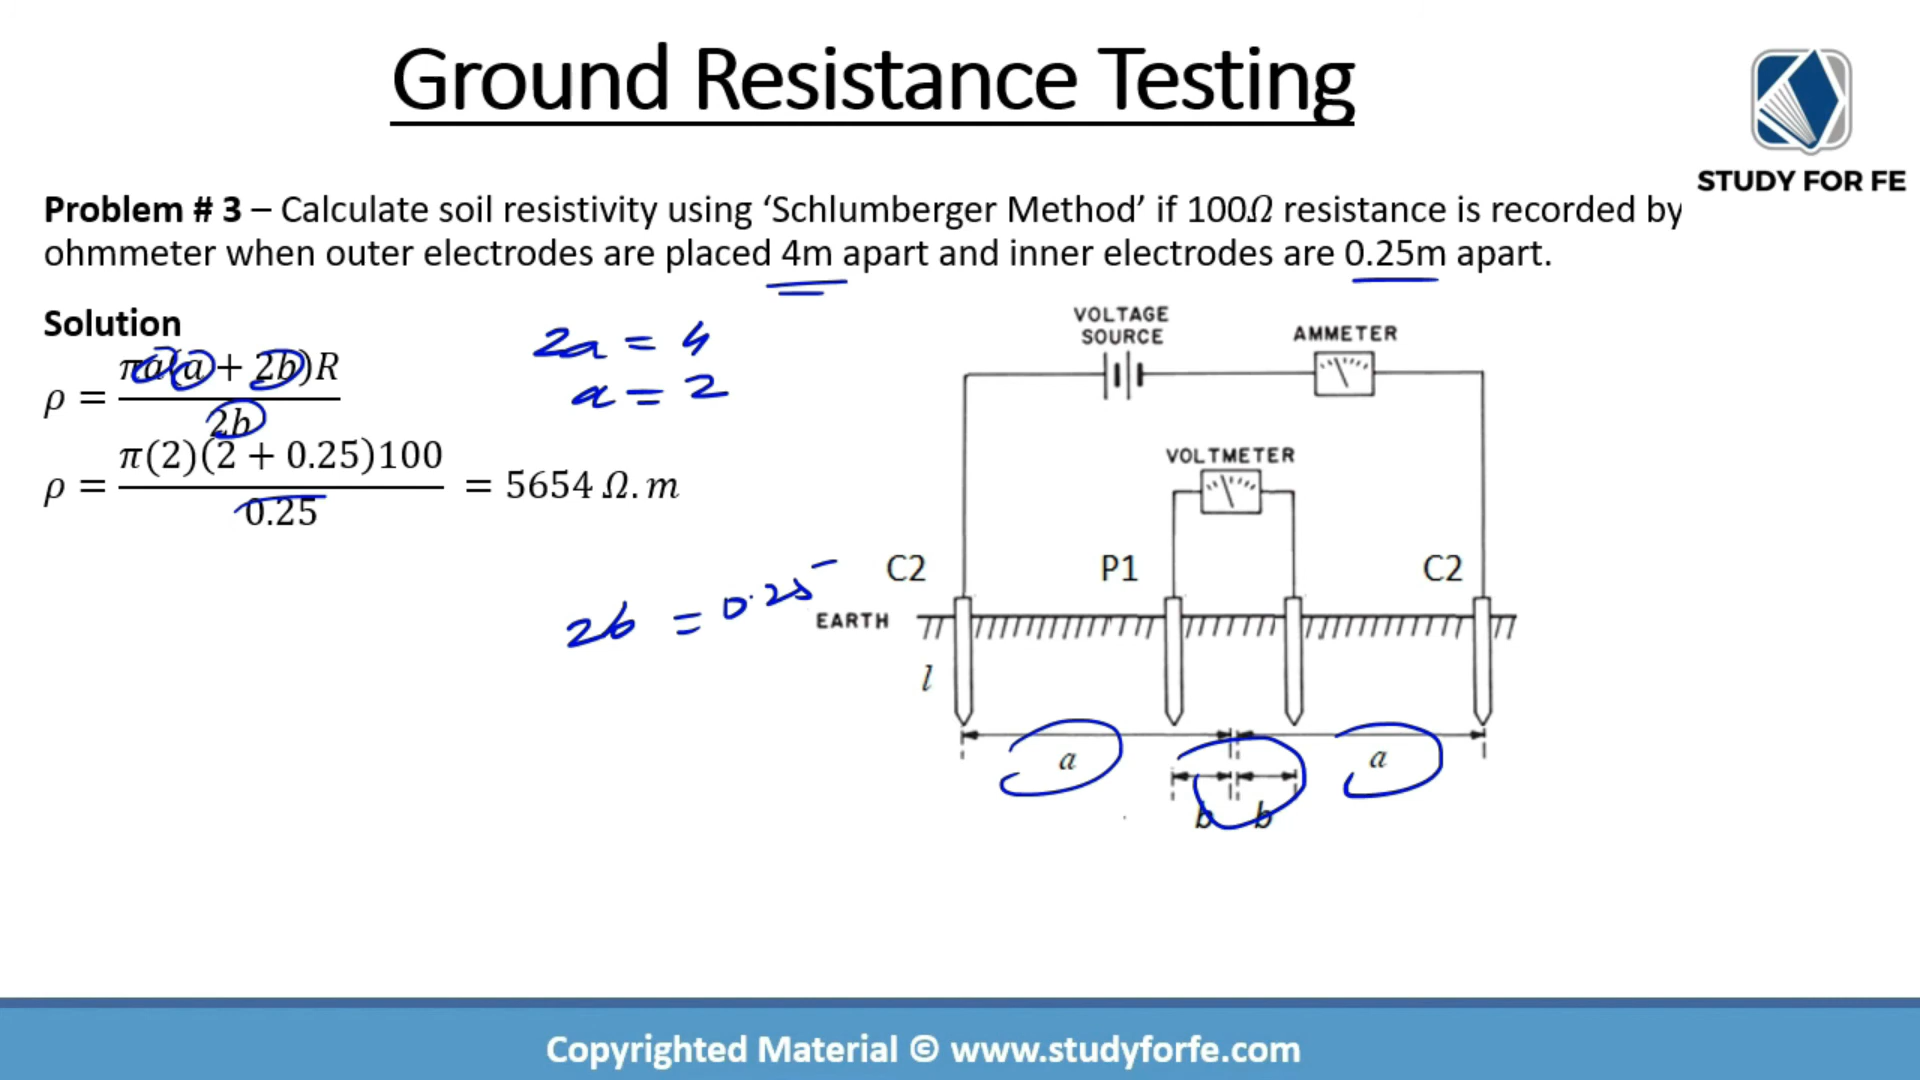 Ground Resistance Testing
STUDY FOR FE
Problem # 3 – Calculate soil resistivity using ‘Schlumberger Method’ if 100Ω resistance is recorded by
ohmmeter when outer electrodes are placed 4m apart and inner electrodes are 0.25m apart.
Solution
ρ = πa(a + 2b)R / 2b
2a = 4
a = 2
ρ = π(2)(2 + 0.25)100 / 0.25 = 5654 Ω.m
2b = 0.25
VOLTAGE
SOURCE
AMMETER
VOLTMETER
C2
P1
C2
EARTH
l
a
a
b
b
Copyrighted Material © www.studyforfe.com